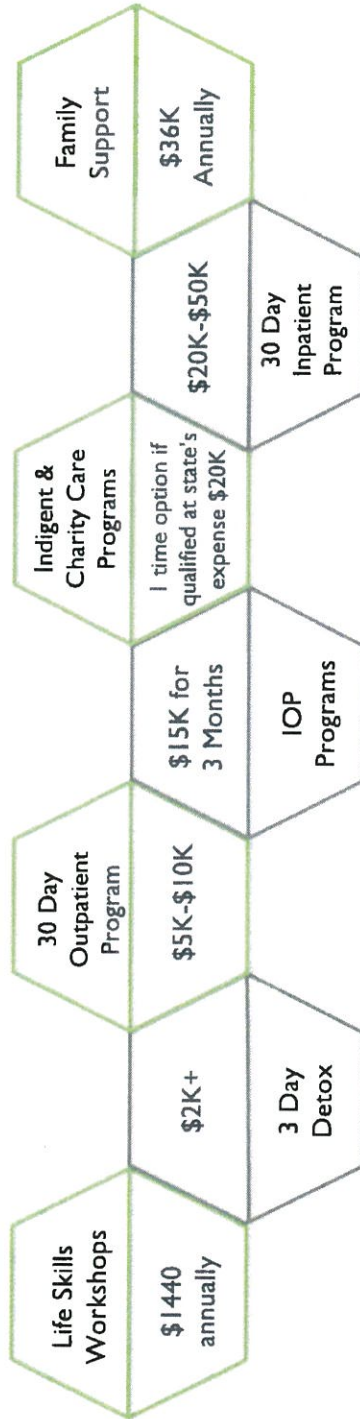 Life Skills
Workshops
$1440
annually
$2K+
3 Day
Detox
30 Day
Outpatient
Program
$5K-$10K
$15K for
3 Months
IOP
Programs
Indigent &
Charity Care
Programs
1 time option if
qualified at state's
expense $20K
$20K-$50K
30 Day
Inpatient
Program
Family
Support
$36K
Annually